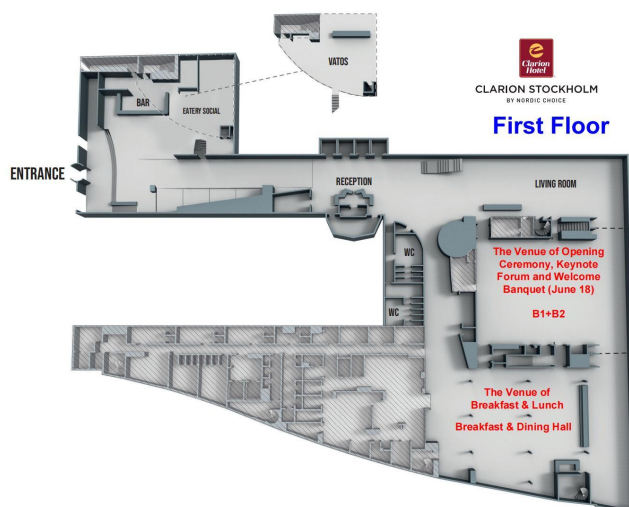 VATOS
Clarion
Hotel
CLARION STOCKHOLM
BY NORDIC CHOICE
First Floor
BAR
EATERY SOCIAL
ENTRANCE
RECEPTION
LIVING ROOM
WC
WC
The Venue of Opening
Ceremony, Keynote
Forum and Welcome
Banquet (June 18)
B1+B2
The Venue of
Breakfast & Lunch
Breakfast & Dining Hall